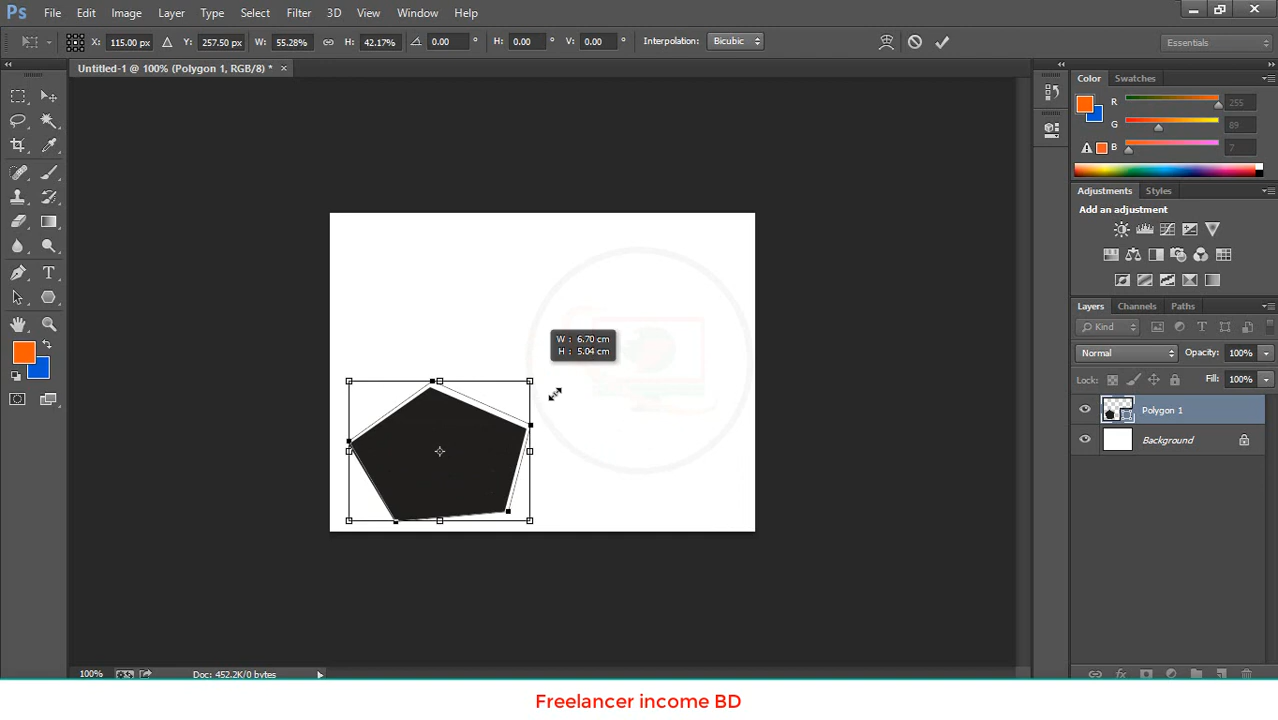 Ps File Edit Image Layer Type Select Filter 3D View Window Help
X: 115.00 px Y: 257.50 px W: 55.28% H: 42.17% 0.00 ° H: 0.00 ° V: 0.00 ° Interpolation: Bicubic Essentials
Untitled-1 @ 100% (Polygon 1, RGB/8) * ×
Color Swatches
R 255
G 89
B 7
Adjustments Styles
Add an adjustment
Layers Channels Paths
Kind
Normal Opacity: 100%
Lock: Fill: 100%
Polygon 1
Background
W : 6.70 cm
H : 5.04 cm
100% Doc: 452.2K/0 bytes
Freelancer income BD